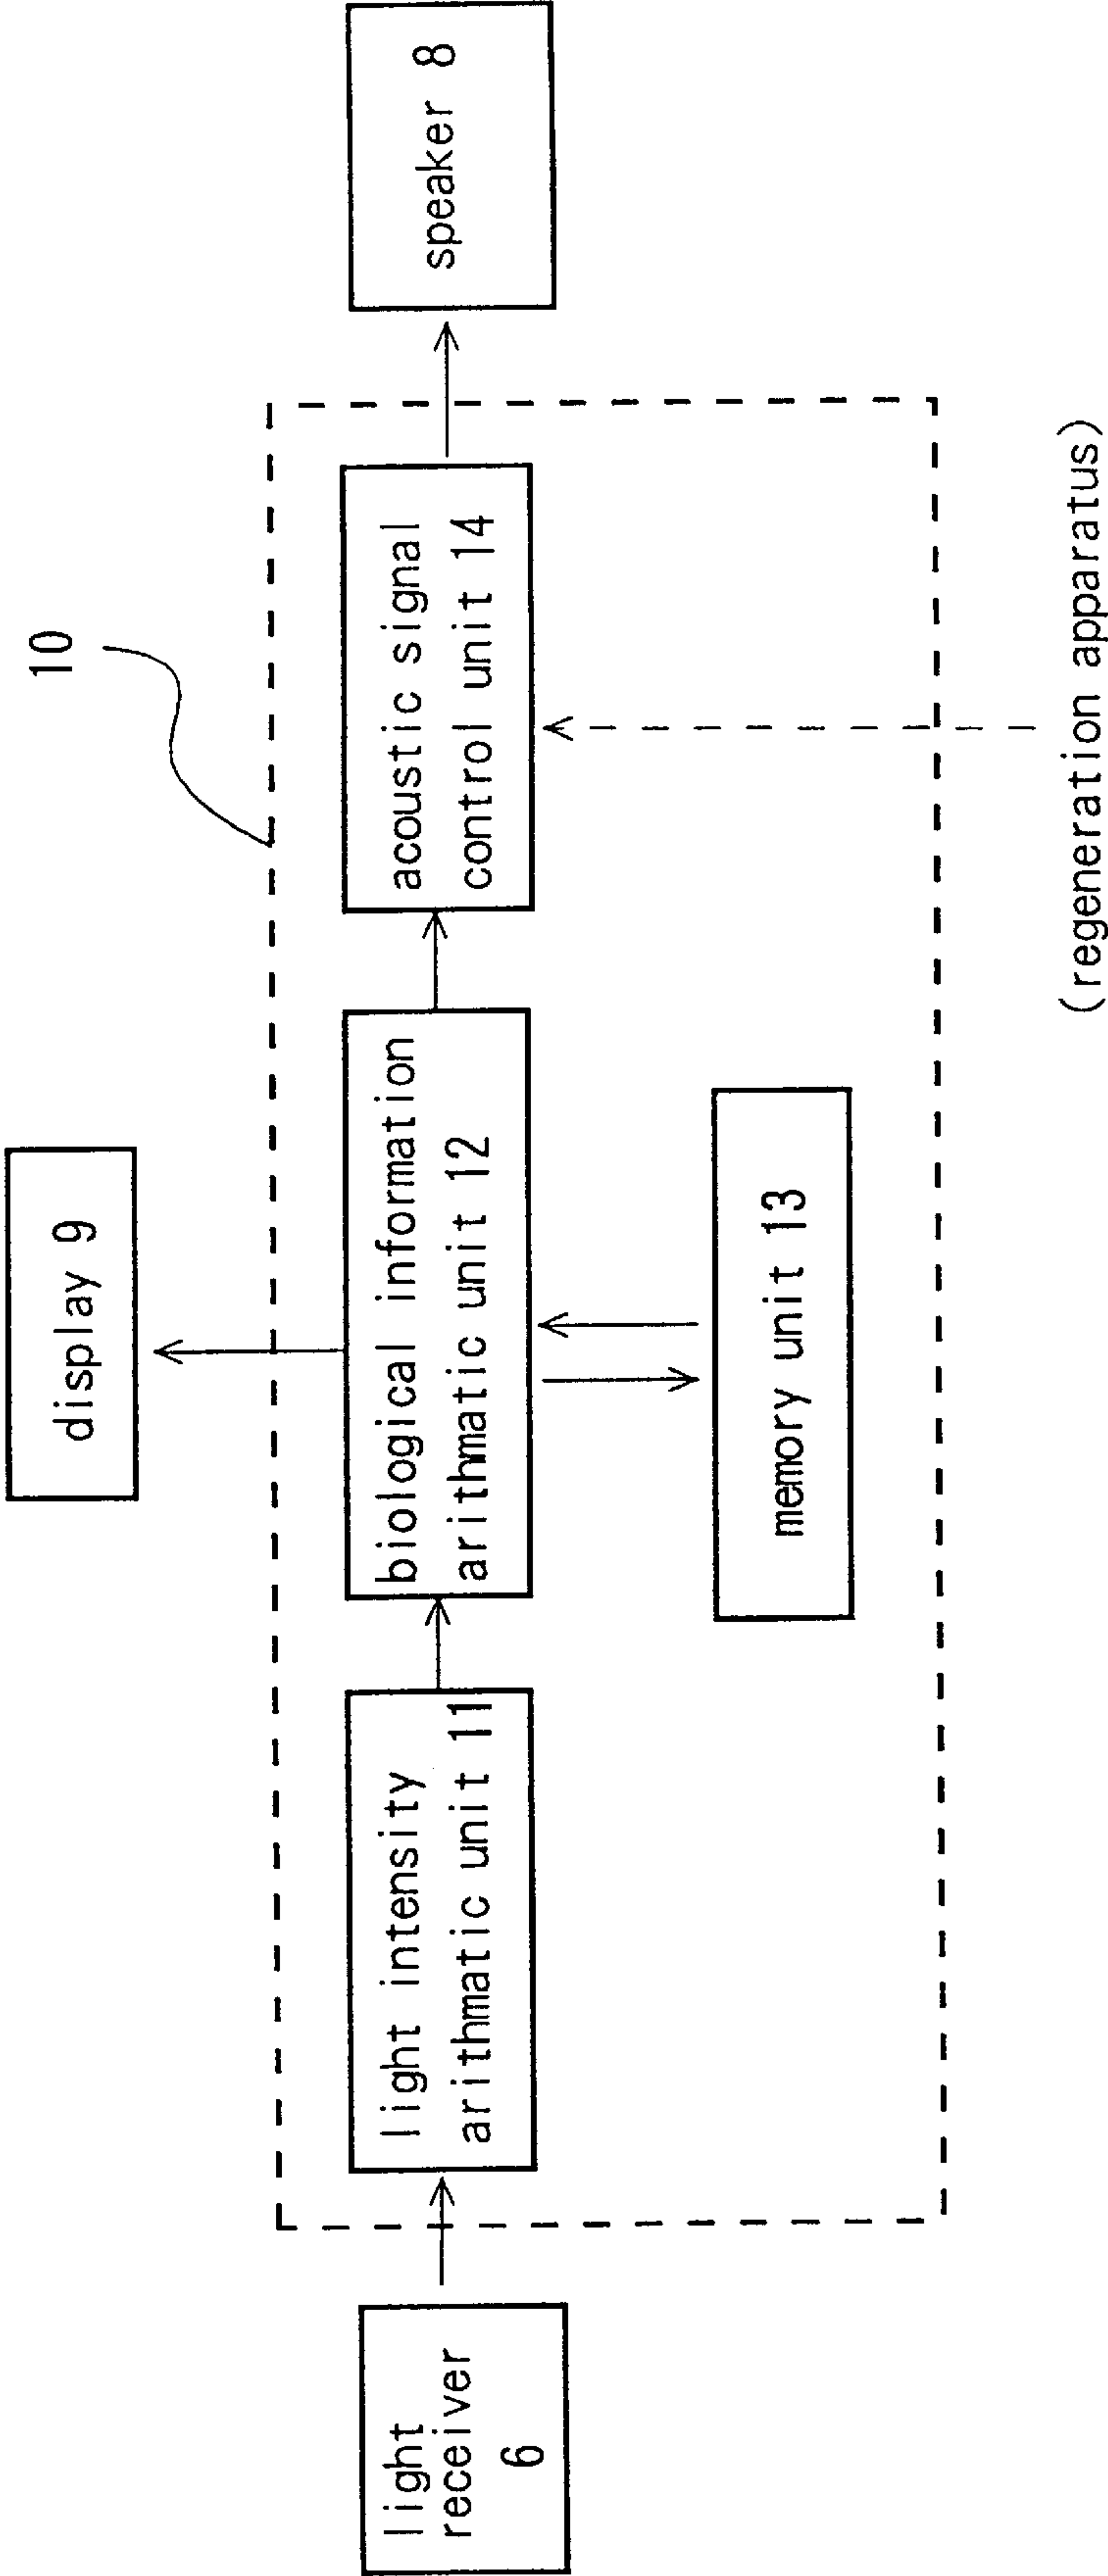 10
display 9
light
receiver
6
light intensity
arithmatic unit 11
biological information
arithmatic unit 12
acoustic signal
control unit 14
speaker 8
memory unit 13
(regeneration apparatus)